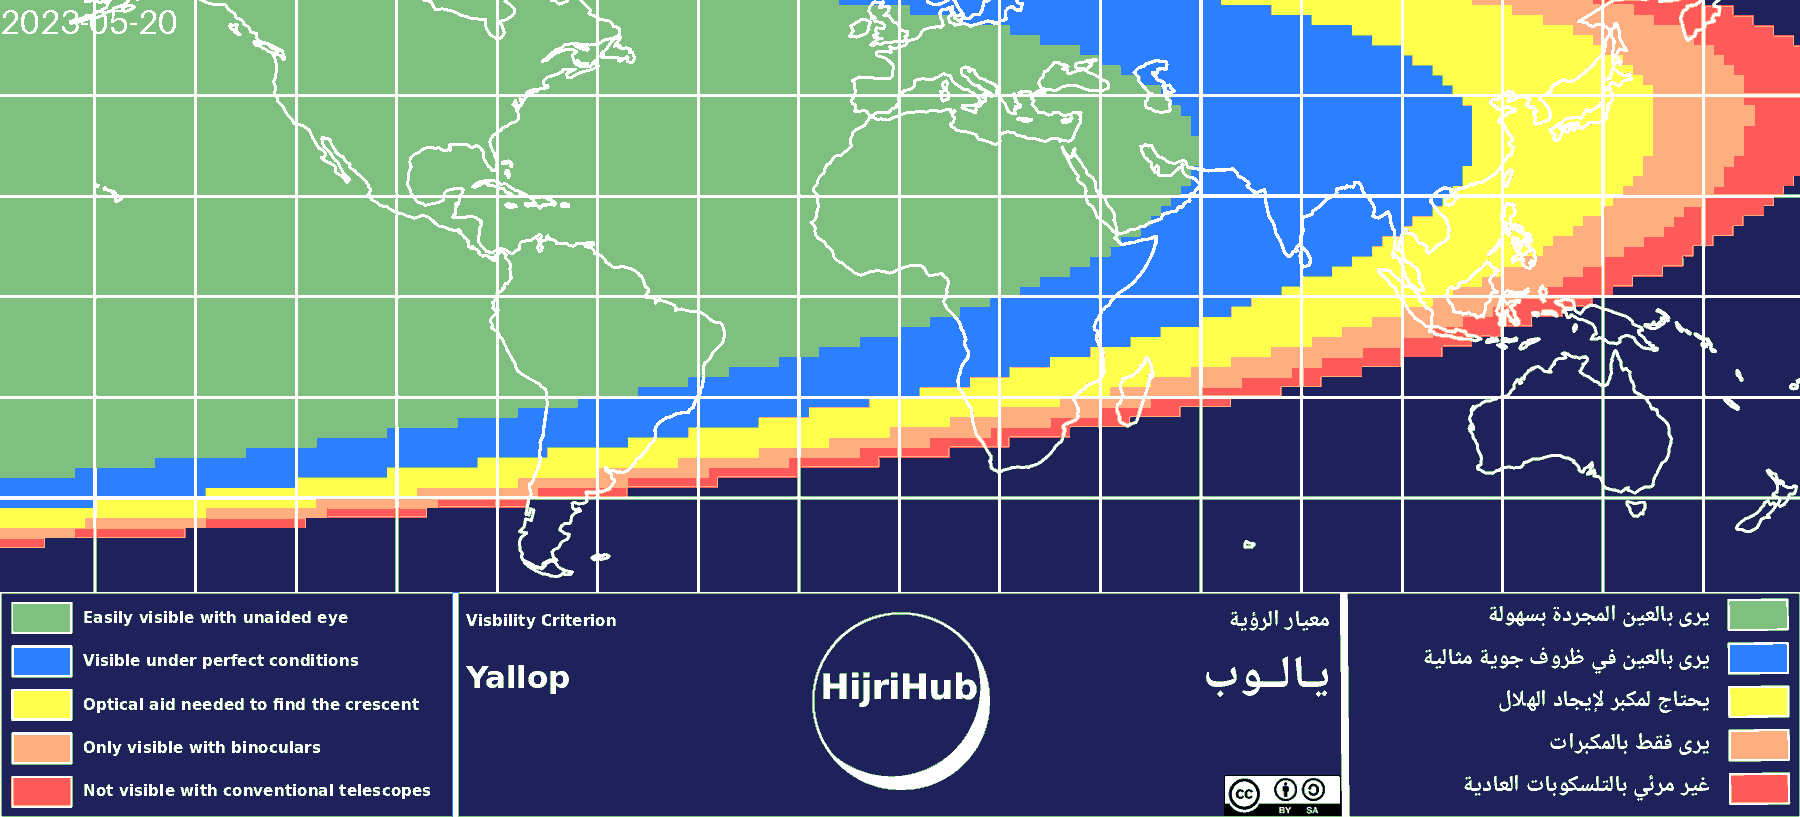 2023-05-20
Easily visible with unaided eye
Visible under perfect conditions
Optical aid needed to find the crescent
Only visible with binoculars
Not visible with conventional telescopes
Visbility Criterion
Yallop
HijriHub
معيار الرؤية
يالوب
cc
BY SA
يرى بالعين المجردة بسهولة
يرى بالعين في ظروف جوية مثالية
يحتاج لمكبر لإيجاد الهلال
يرى فقط بالمكبرات
غير مرئي بالتلسكوبات العادية